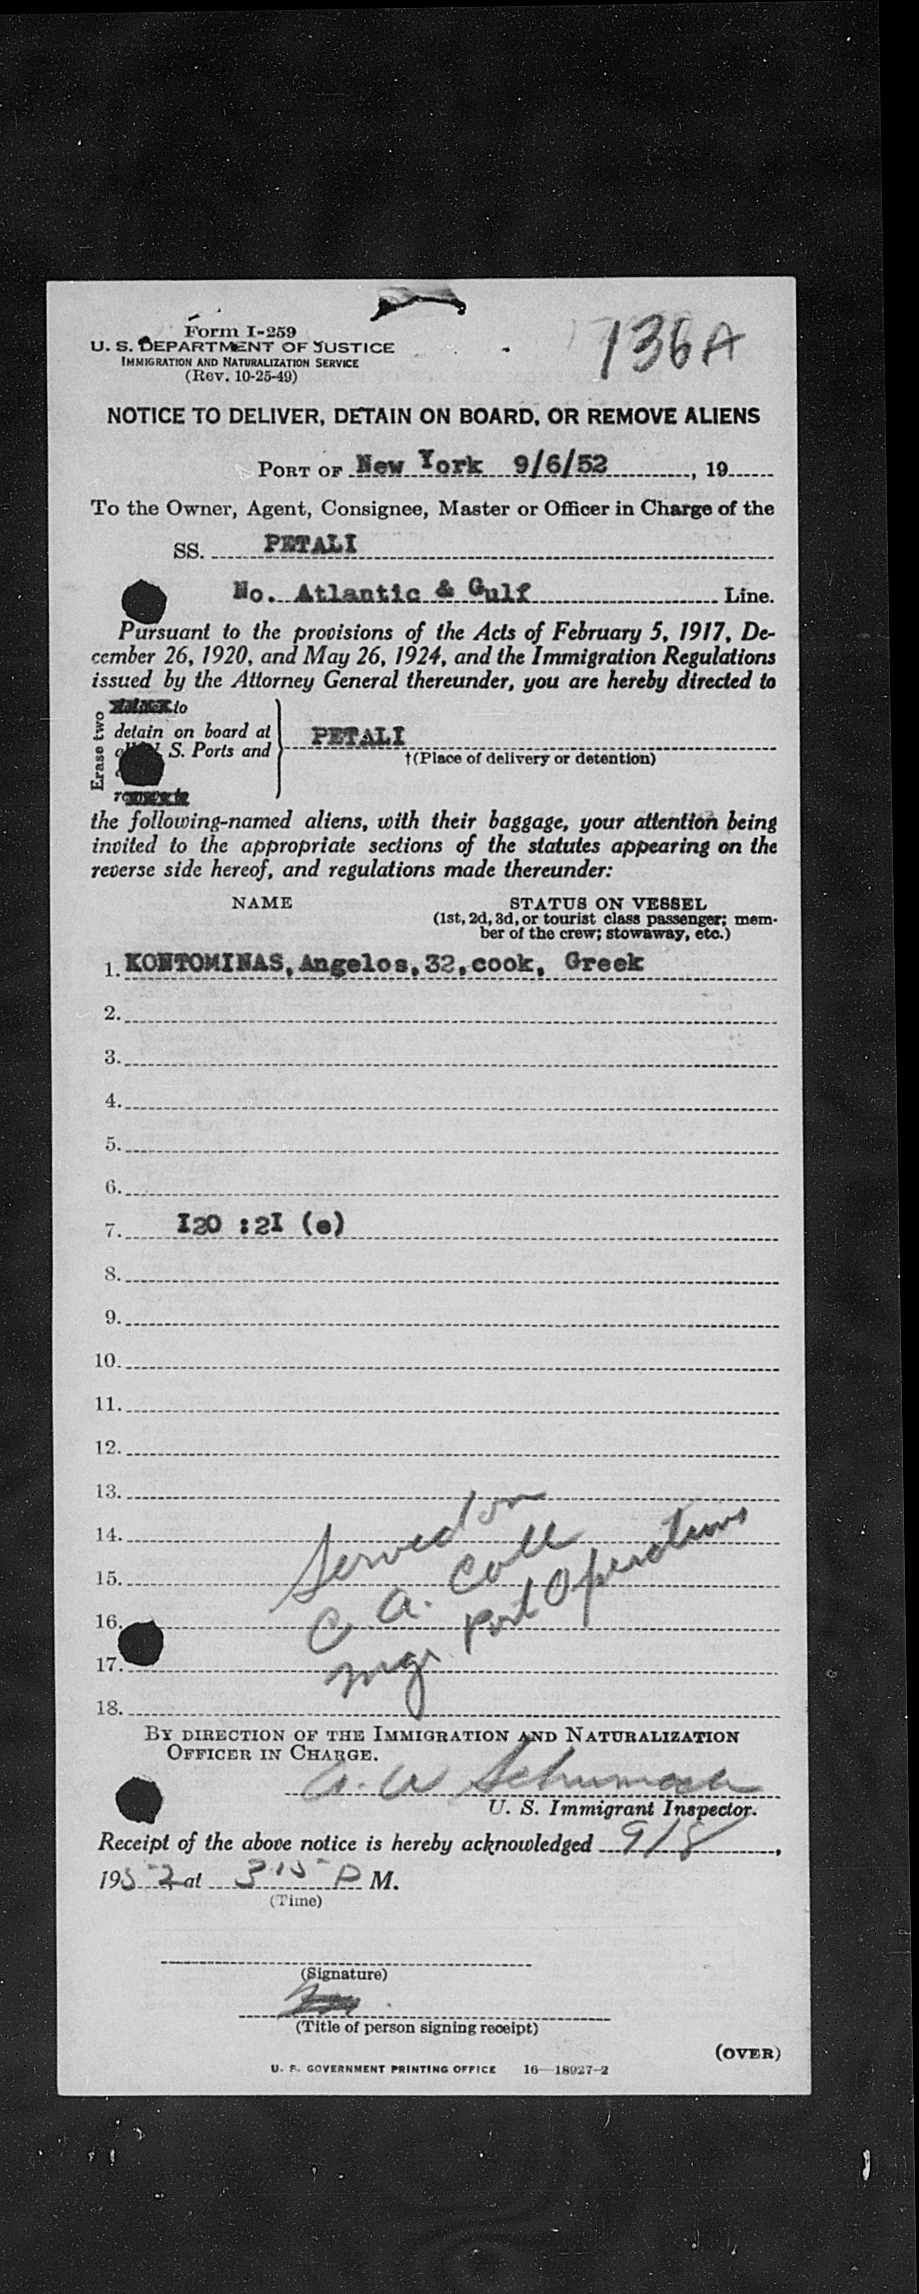 Form I-259
U. S. DEPARTMENT OF JUSTICE
IMMIGRATION AND NATURALIZATION SERVICE
(Rev. 10-25-49)
136A
NOTICE TO DELIVER, DETAIN ON BOARD, OR REMOVE ALIENS
PORT OF New York 9/6/52, 19
To the Owner, Agent, Consignee, Master or Officer in Charge of the
SS. PETALI
No. Atlantic & Gulf Line.
Pursuant to the provisions of the Acts of February 5, 1917, De-
cember 26, 1920, and May 26, 1924, and the Immigration Regulations
issued by the Attorney General thereunder, you are hereby directed to
Erase two
to
detain on board at
S. Ports and
PETALI
†(Place of delivery or detention)
the following-named aliens, with their baggage, your attention being
invited to the appropriate sections of the statutes appearing on the
reverse side hereof, and regulations made thereunder:
NAME STATUS ON VESSEL
(1st, 2d, 3d, or tourist class passenger; mem-
ber of the crew; stowaway, etc.)
1. KONTOMINAS, Angelos, 32, cook, Greek
2.
3.
4.
5.
6.
7. I20 :2I (e)
8.
9.
10.
11.
12.
13.
14.
15.
16.
17.
18.
Served on
C. A. Call
Mgr. Port Operations
BY DIRECTION OF THE IMMIGRATION AND NATURALIZATION
OFFICER IN CHARGE.
U. S. Immigrant Inspector.
Receipt of the above notice is hereby acknowledged 9/8,
1952 at 3:15 P M.
(Time)
(Signature)
(Title of person signing receipt)
(OVER)
U. S. GOVERNMENT PRINTING OFFICE 16—18927-2